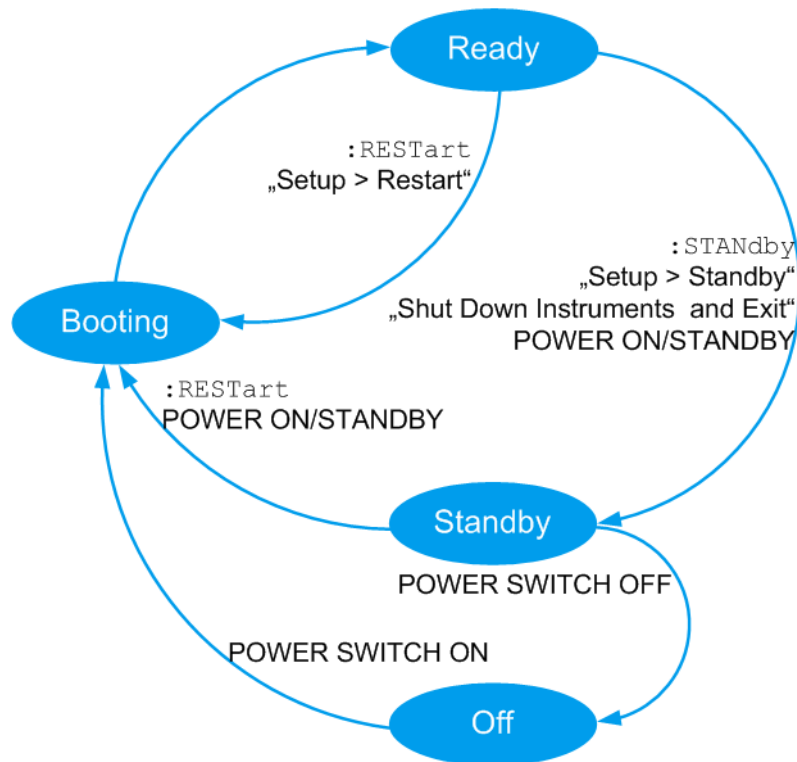 Ready
:RESTart
„Setup > Restart“
:STANdby
„Setup > Standby“
„Shut Down Instruments and Exit“
POWER ON/STANDBY
Booting
:RESTart
POWER ON/STANDBY
Standby
POWER SWITCH OFF
POWER SWITCH ON
Off